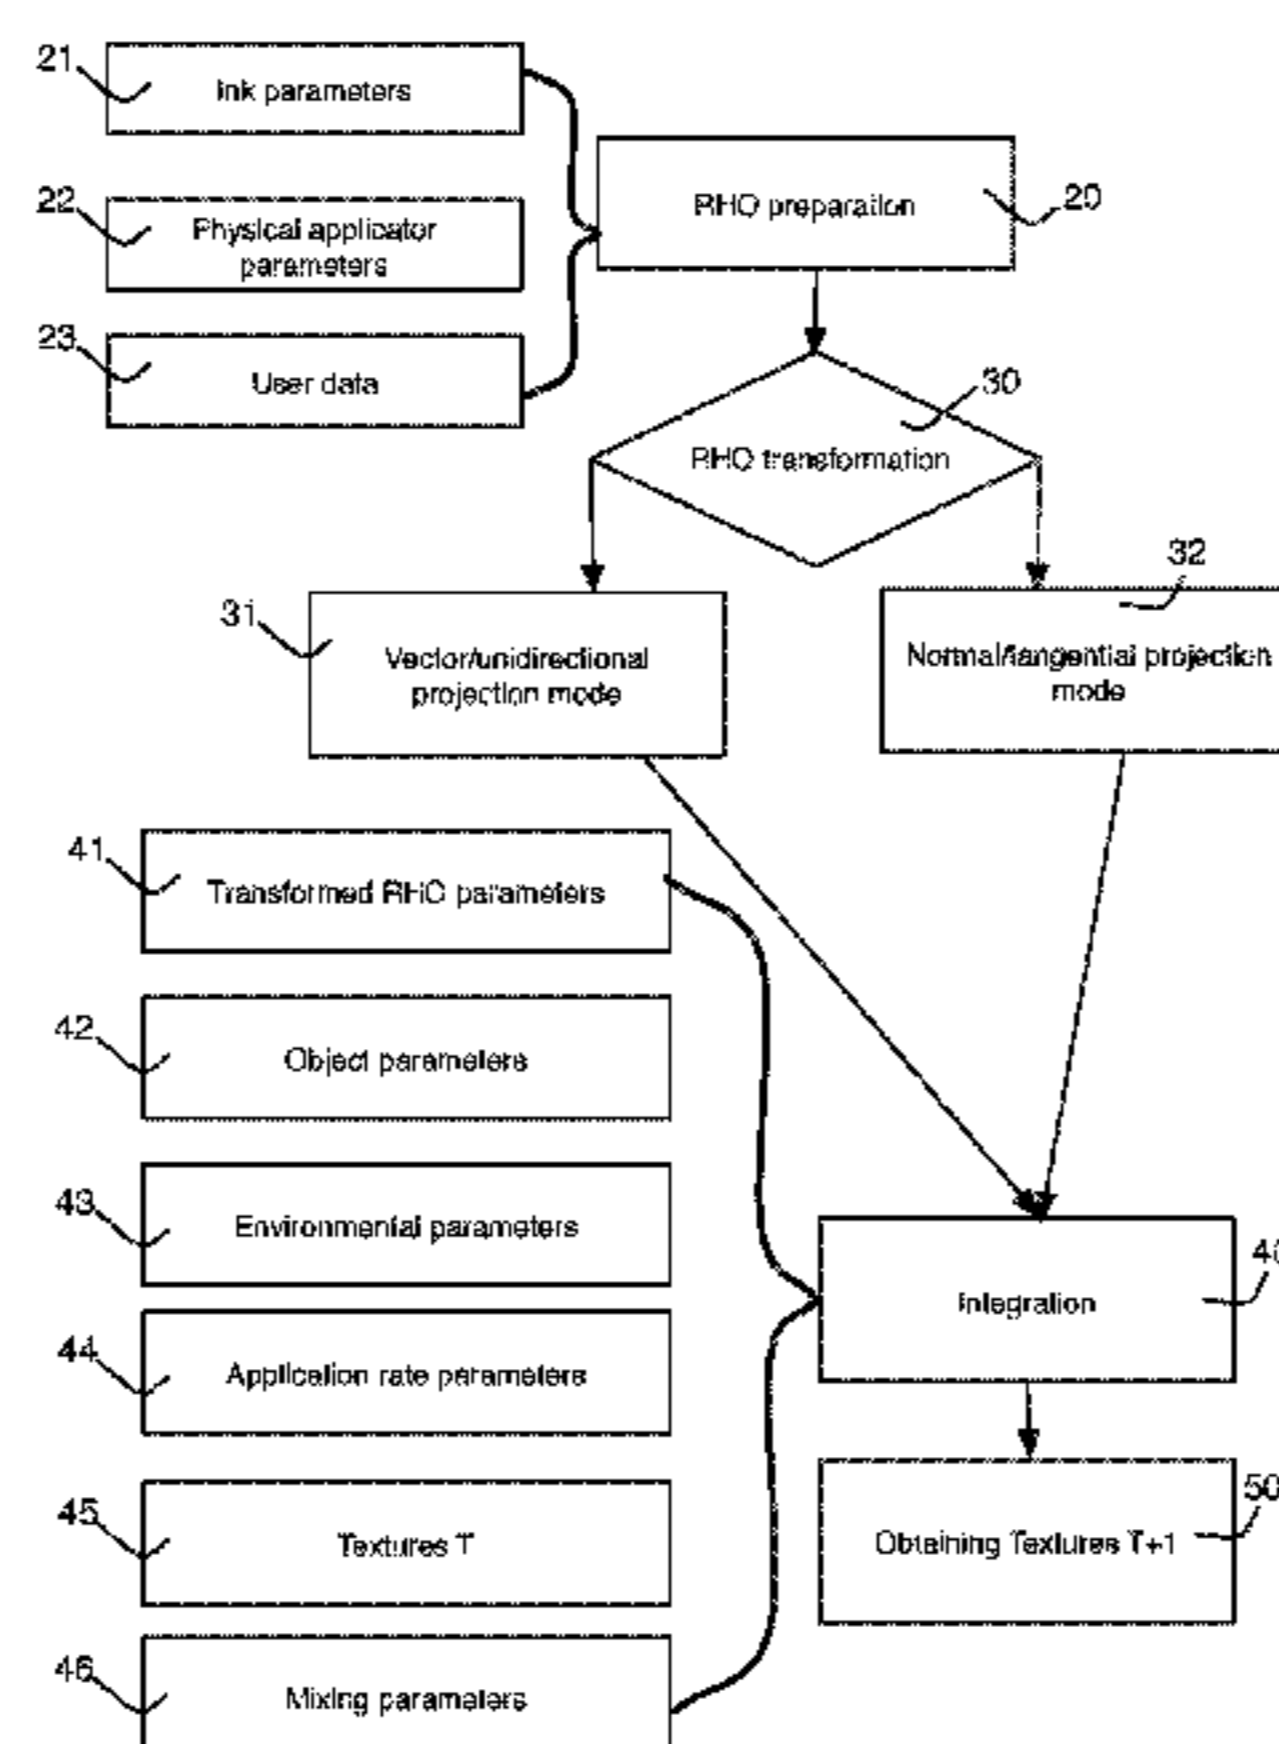 21
Ink parameters
22
Physical applicator
parameters
23
User data
RHO preparation
20
30
RHO transformation
31
Vector/unidirectional
projection mode
32
Normal/tangential projection
mode
41
Transformed RHO parameters
42
Object parameters
43
Environmental parameters
44
Application rate parameters
45
Textures T
46
Mixing parameters
40
Integration
50
Obtaining Textures T+1